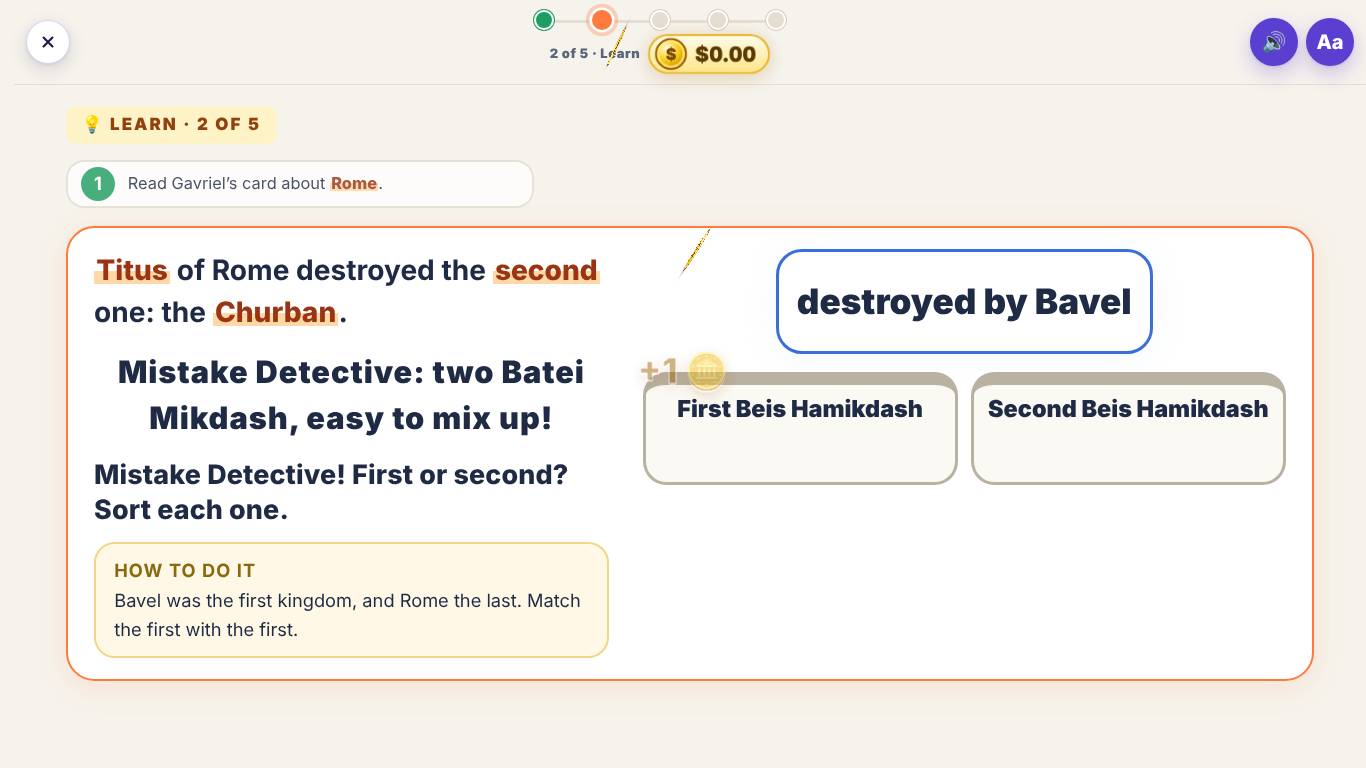 2 of 5 · Learn
$0.00
Aa
💡 LEARN · 2 OF 5
1 Read Gavriel's card about Rome.
Titus of Rome destroyed the second
one: the Churban.
Mistake Detective: two Batei
Mikdash, easy to mix up!
Mistake Detective! First or second?
Sort each one.
HOW TO DO IT
Bavel was the first kingdom, and Rome the last. Match
the first with the first.
destroyed by Bavel
+1
First Beis Hamikdash
Second Beis Hamikdash